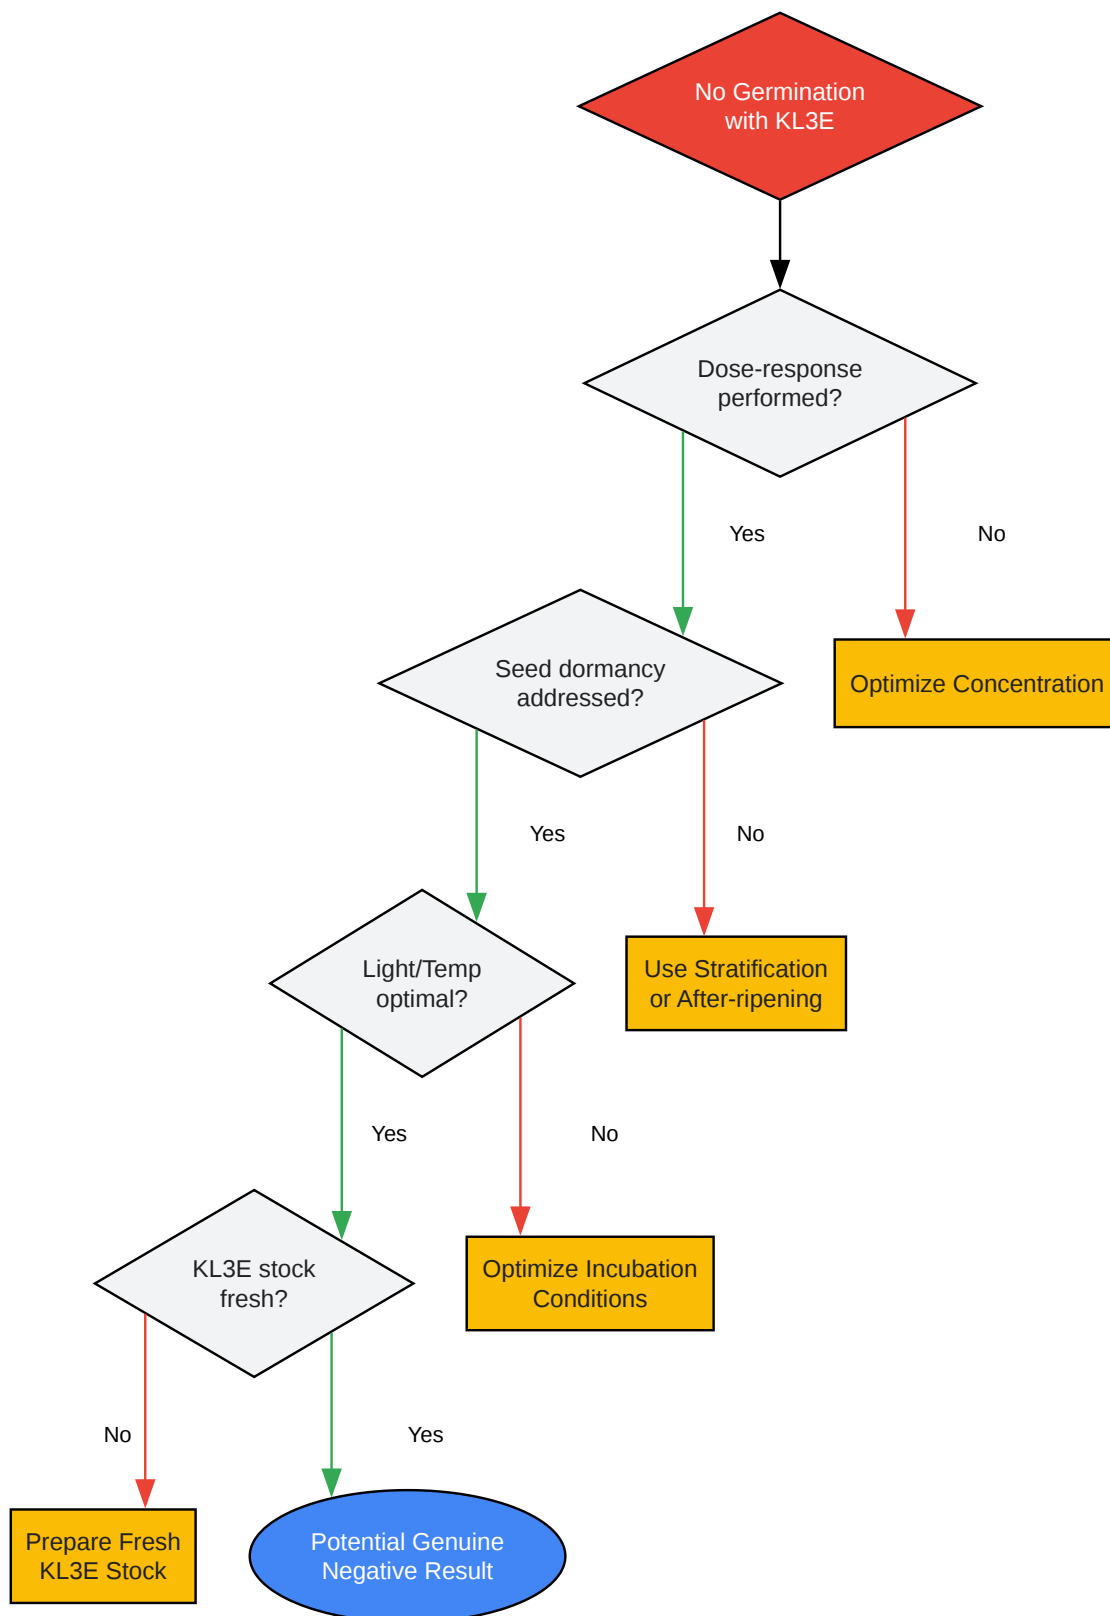 No Germination
with KL3E
Dose-response
performed?
Yes
No
Seed dormancy
addressed?
Optimize Concentration
Yes
No
Light/Temp
optimal?
Use Stratification
or After-ripening
Yes
No
KL3E stock
fresh?
Optimize Incubation
Conditions
No
Yes
Prepare Fresh
KL3E Stock
Potential Genuine
Negative Result